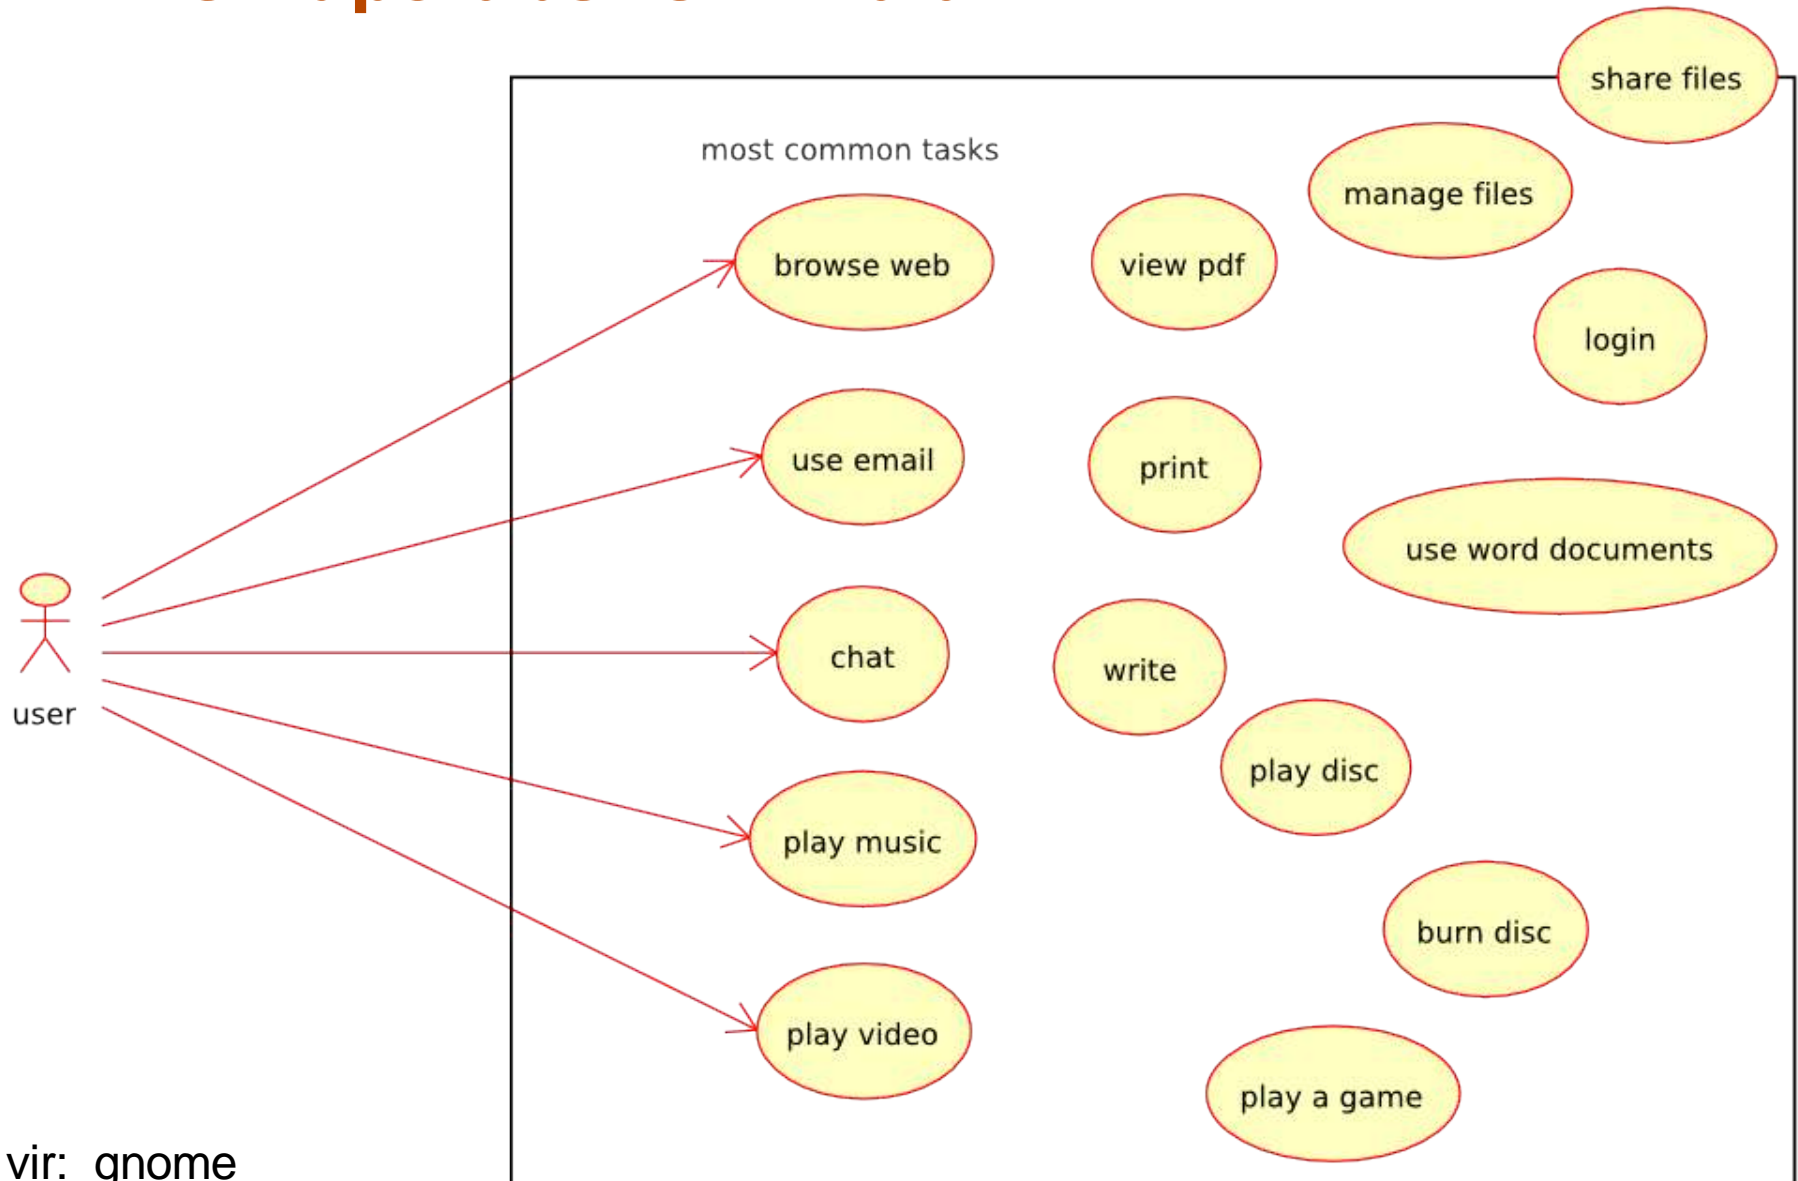 share files
most common tasks
manage files
browse web
view pdf
login
use email
print
use word documents
chat
write
user
play disc
play music
burn disc
play video
play a game
vir: gnome